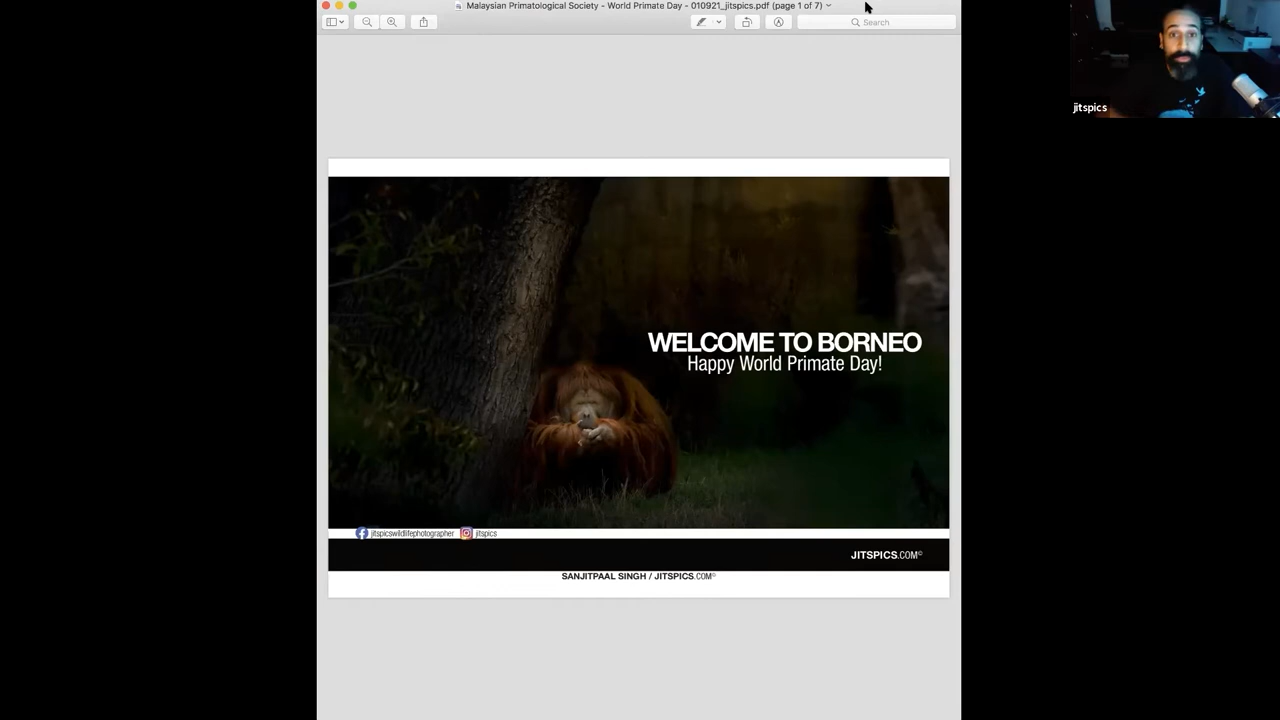 Malaysian Primatological Society - World Primate Day - 010921_jitspics.pdf (page 1 of 7)
Search
jitspics
WELCOME TO BORNEO
Happy World Primate Day!
jitspicswildlifephotographer jitspics
JITSPICS.COM©
SANJITPAAL SINGH / JITSPICS.COM©